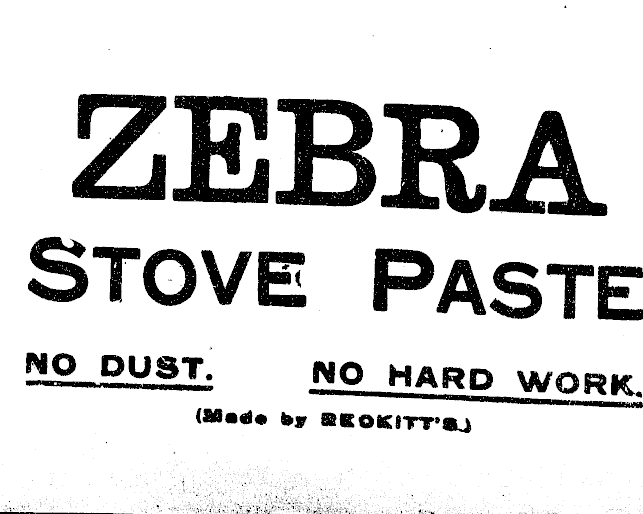 ZEBRA
STOVE PASTE
NO DUST. NO HARD WORK.
(Made by RECKITT'S.)